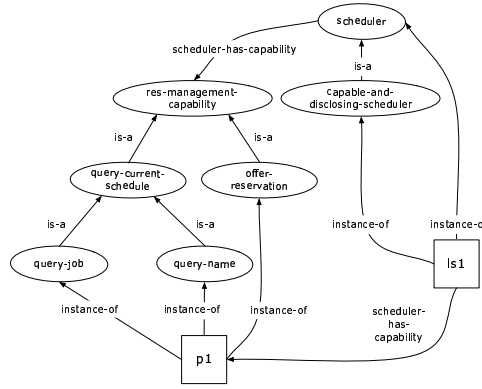 scheduler
scheduler-has-capability
is-a
res-management-
capability
capable-and-
disclosing-scheduler
is-a
is-a
query-current-
schedule
offer-
reservation
is-a
is-a
instance-of
instance-o
query-job
query-name
ls1
instance-of
instance-of
instance-of
scheduler-
has-
capability
p1